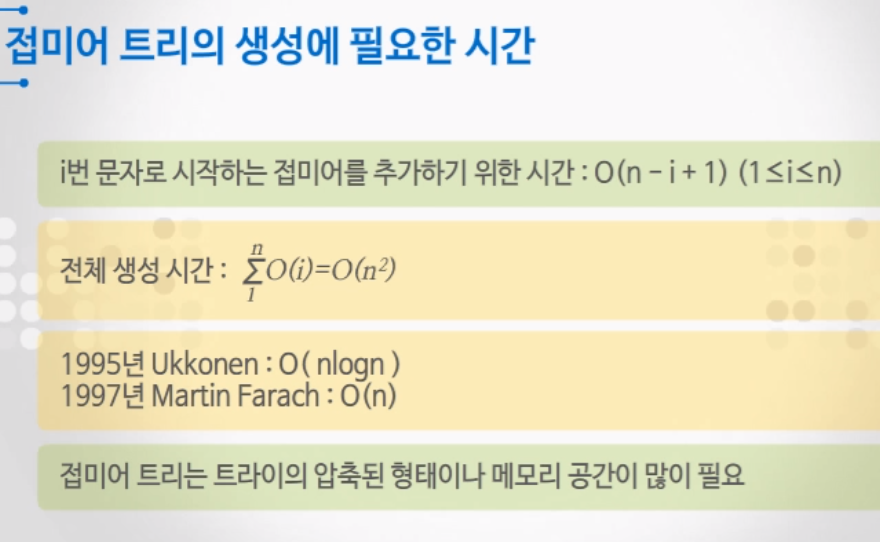 접미어 트리의 생성에 필요한 시간
i번 문자로 시작하는 접미어를 추가하기 위한 시간 : O(n – i + 1) (1≤i≤n)
전체 생성 시간 : n∑1 O(i)=O(n²)
1995년 Ukkonen : O( nlogn )
1997년 Martin Farach : O(n)
접미어 트리는 트라이의 압축된 형태이나 메모리 공간이 많이 필요